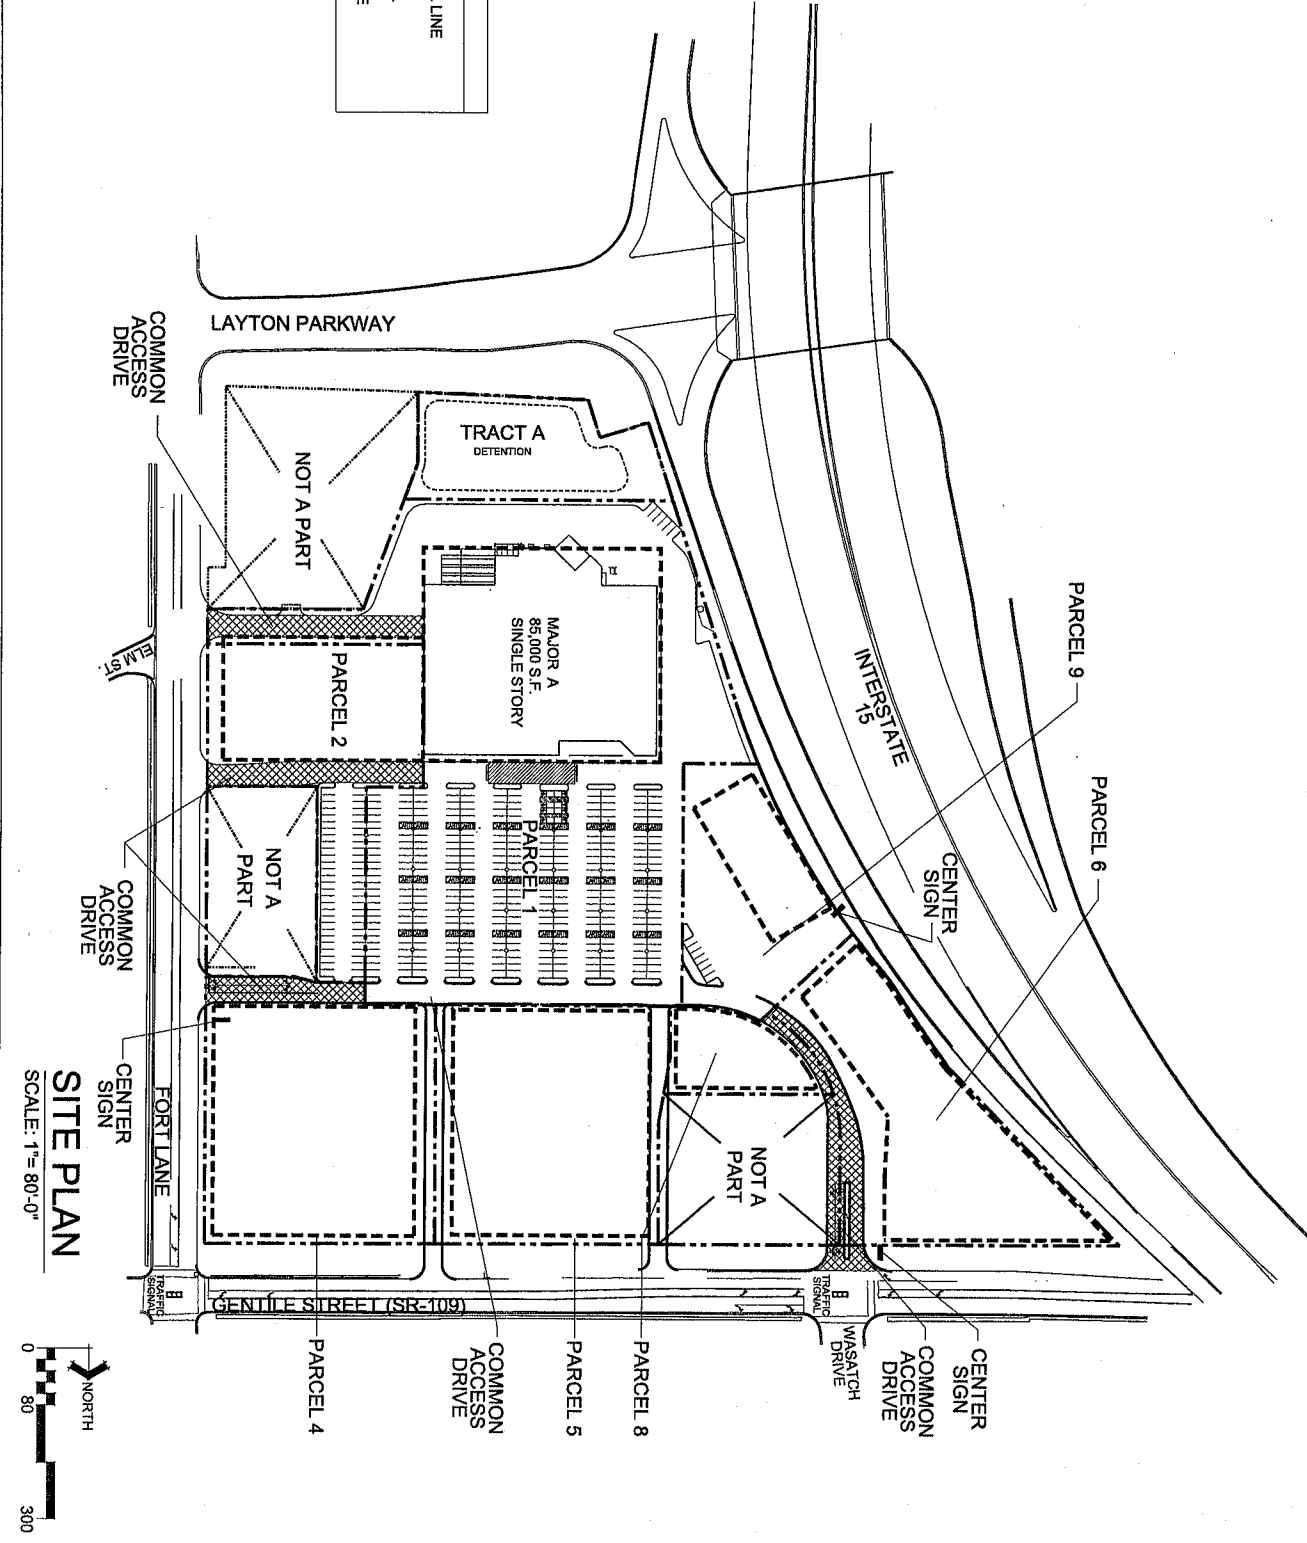 LINE
E
LAYTON PARKWAY
COMMON
ACCESS
DRIVE
TRACT A
DETENTION
NOT A PART
MAJOR A
85,000 S.F.
SINGLE STORY
PARCEL 2
ELM ST.
PARCEL 1
NOT A
PART
COMMON
ACCESS
DRIVE
INTERSTATE
15
PARCEL 9
PARCEL 6
CENTER
SIGN
NOT A
PART
CENTER
SIGN
FORT LANE
TRAFFIC
SIGNAL
GENTILE STREET (SR-109)
TRAFFIC
SIGNAL
WASATCH
DRIVE
PARCEL 4
COMMON
ACCESS
DRIVE
PARCEL 5
PARCEL 8
COMMON
ACCESS
DRIVE
CENTER
SIGN
SITE PLAN
SCALE: 1"= 80'-0"
NORTH
0 80 300